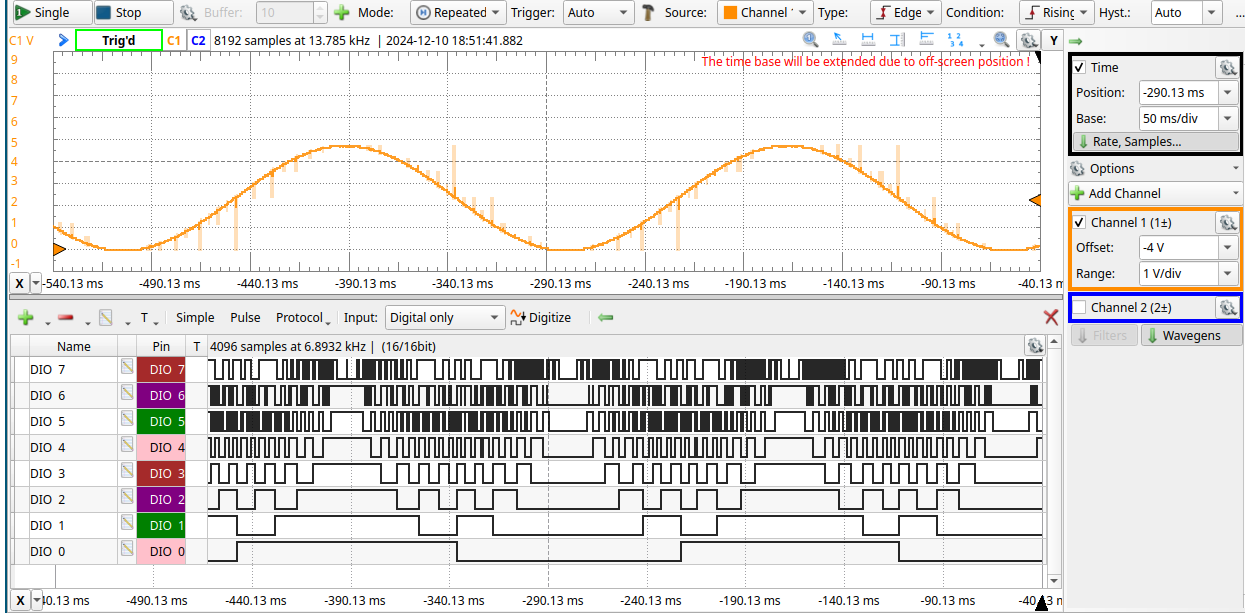 Single Stop Buffer: 10 Mode: Repeated Trigger: Auto Source: Channel 1 Type: Edge Condition: Rising Hyst.: Auto ...
C1 V Trig'd C1 C2 8192 samples at 13.785 kHz | 2024-12-10 18:51:41.882 Y
The time base will be extended due to off-screen position !
9
8
7
6
5
4
3
2
1
0
-1
X -540.13 ms -490.13 ms -440.13 ms -390.13 ms -340.13 ms -290.13 ms -240.13 ms -190.13 ms -140.13 ms -90.13 ms -40.13 m
Time
Position: -290.13 ms
Base: 50 ms/div
Rate, Samples...
Options
Add Channel
Channel 1 (1±)
Offset: -4 V
Range: 1 V/div
Channel 2 (2±)
Filters Wavegens
T Simple Pulse Protocol Input: Digital only Digitize
Name Pin T 4096 samples at 6.8932 kHz | (16/16bit)
DIO 7 DIO 7
DIO 6 DIO 6
DIO 5 DIO 5
DIO 4 DIO 4
DIO 3 DIO 3
DIO 2 DIO 2
DIO 1 DIO 1
DIO 0 DIO 0
X 40.13 ms -490.13 ms -440.13 ms -390.13 ms -340.13 ms -290.13 ms -240.13 ms -190.13 ms -140.13 ms -90.13 ms -40.